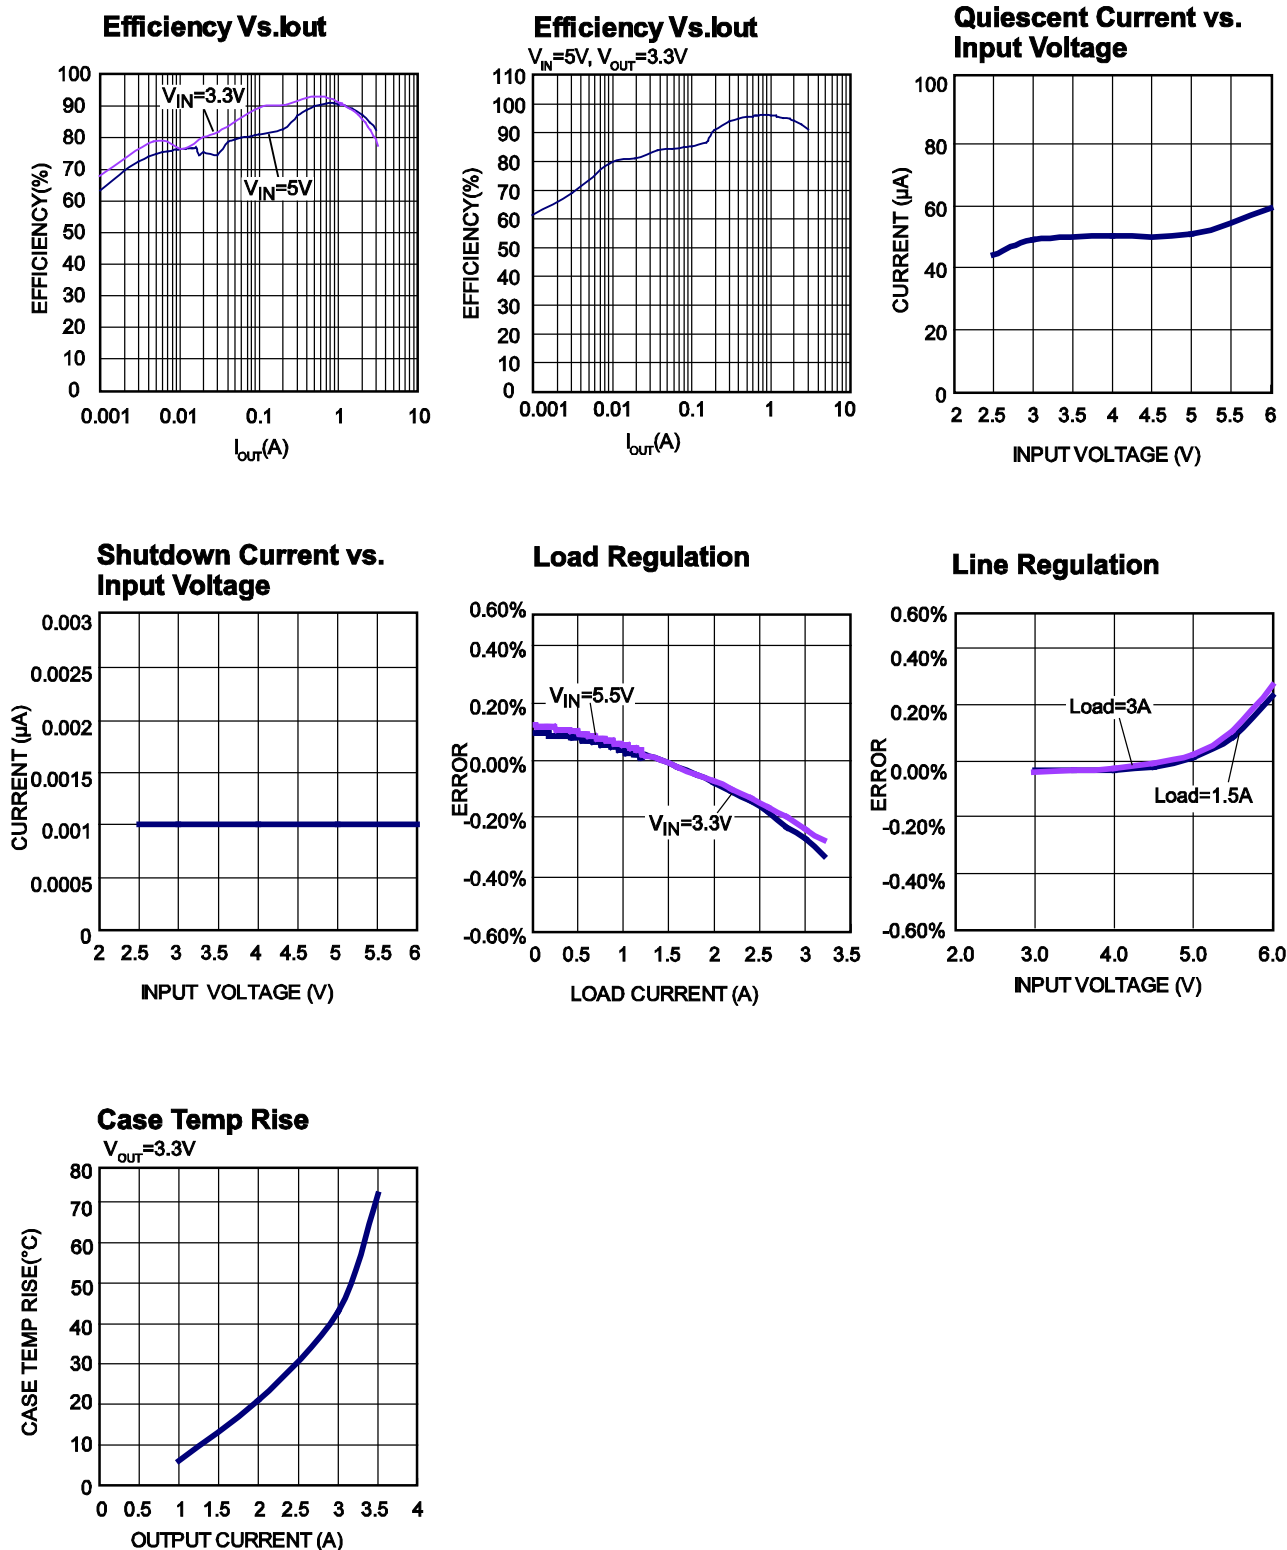 Efficiency Vs.Iout
100
90
80
70
60
50
40
30
20
10
0
EFFICIENCY(%)
VIN=3.3V
VIN=5V
0.001 0.01 0.1 1 10
IOUT(A)
Efficiency Vs.Iout
VIN=5V, VOUT=3.3V
110
100
90
80
70
60
50
40
30
20
10
0
EFFICIENCY(%)
0.001 0.01 0.1 1 10
IOUT(A)
Quiescent Current vs.
Input Voltage
100
80
60
40
20
0
CURRENT (µA)
2 2.5 3 3.5 4 4.5 5 5.5 6
INPUT VOLTAGE (V)
Shutdown Current vs.
Input Voltage
0.003
0.0025
0.002
0.0015
0.001
0.0005
0
CURRENT (µA)
2 2.5 3 3.5 4 4.5 5 5.5 6
INPUT VOLTAGE (V)
Load Regulation
0.60%
0.40%
0.20%
0.00%
-0.20%
-0.40%
-0.60%
ERROR
VIN=5.5V
VIN=3.3V
0 0.5 1 1.5 2 2.5 3 3.5
LOAD CURRENT (A)
Line Regulation
0.60%
0.40%
0.20%
0.00%
-0.20%
-0.40%
-0.60%
ERROR
Load=3A
Load=1.5A
2.0 3.0 4.0 5.0 6.0
INPUT VOLTAGE (V)
Case Temp Rise
VOUT=3.3V
80
70
60
50
40
30
20
10
0
CASE TEMP RISE(°C)
0 0.5 1 1.5 2 2.5 3 3.5 4
OUTPUT CURRENT (A)